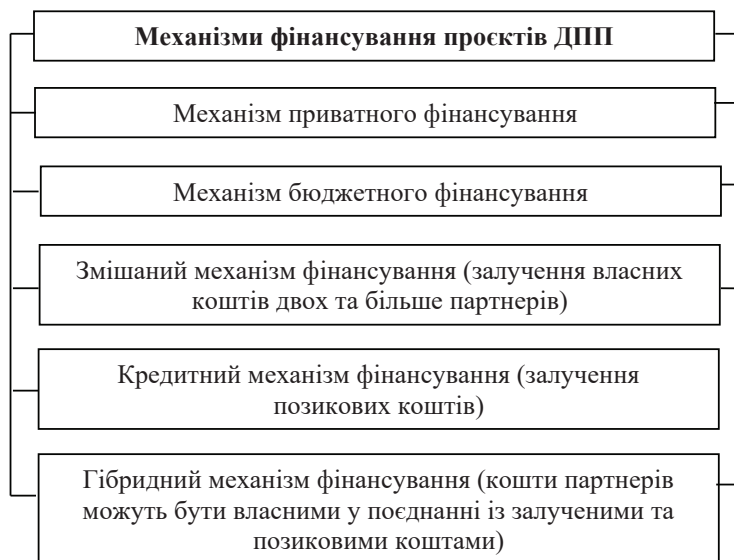 Механізми фінансування проєктів ДПП
Механізм приватного фінансування
Механізм бюджетного фінансування
Змішаний механізм фінансування (залучення власних
коштів двох та більше партнерів)
Кредитний механізм фінансування (залучення
позикових коштів)
Гібридний механізм фінансування (кошти партнерів
можуть бути власними у поєднанні із залученими та
позиковими коштами)